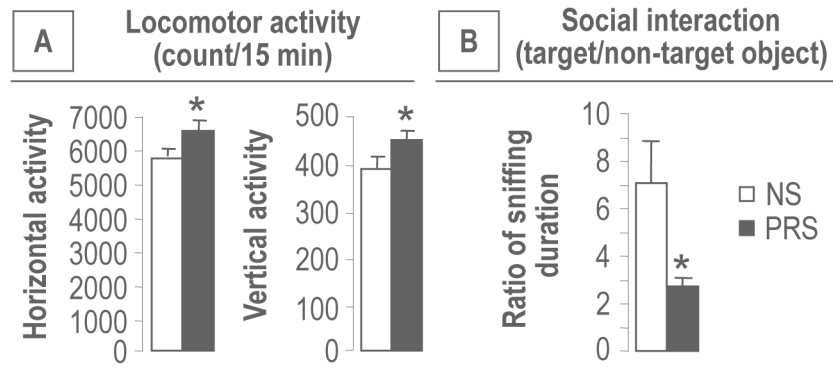 A
Locomotor activity
(count/15 min)
B
Social interaction
(target/non-target object)
Horizontal activity
7000
6000
5000
4000
3000
2000
1000
0
*
Vertical activity
500
400
300
200
100
0
*
Ratio of sniffing
duration
10
8
6
4
2
0
*
NS
PRS